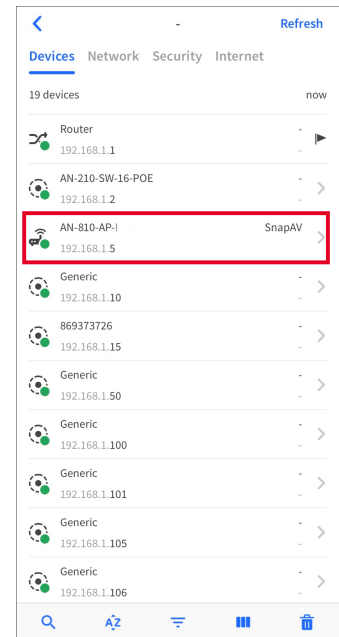 -
Refresh
Devices Network Security Internet
19 devices now
Router -
192.168.1.1 -
AN-210-SW-16-POE -
192.168.1.2 -
AN-810-AP-I SnapAV
192.168.1.5
Generic -
192.168.1.10 -
869373726 -
192.168.1.15 -
Generic -
192.168.1.50 -
Generic -
192.168.1.100 -
Generic -
192.168.1.101 -
Generic -
192.168.1.105 -
Generic -
192.168.1.106 -
AZ